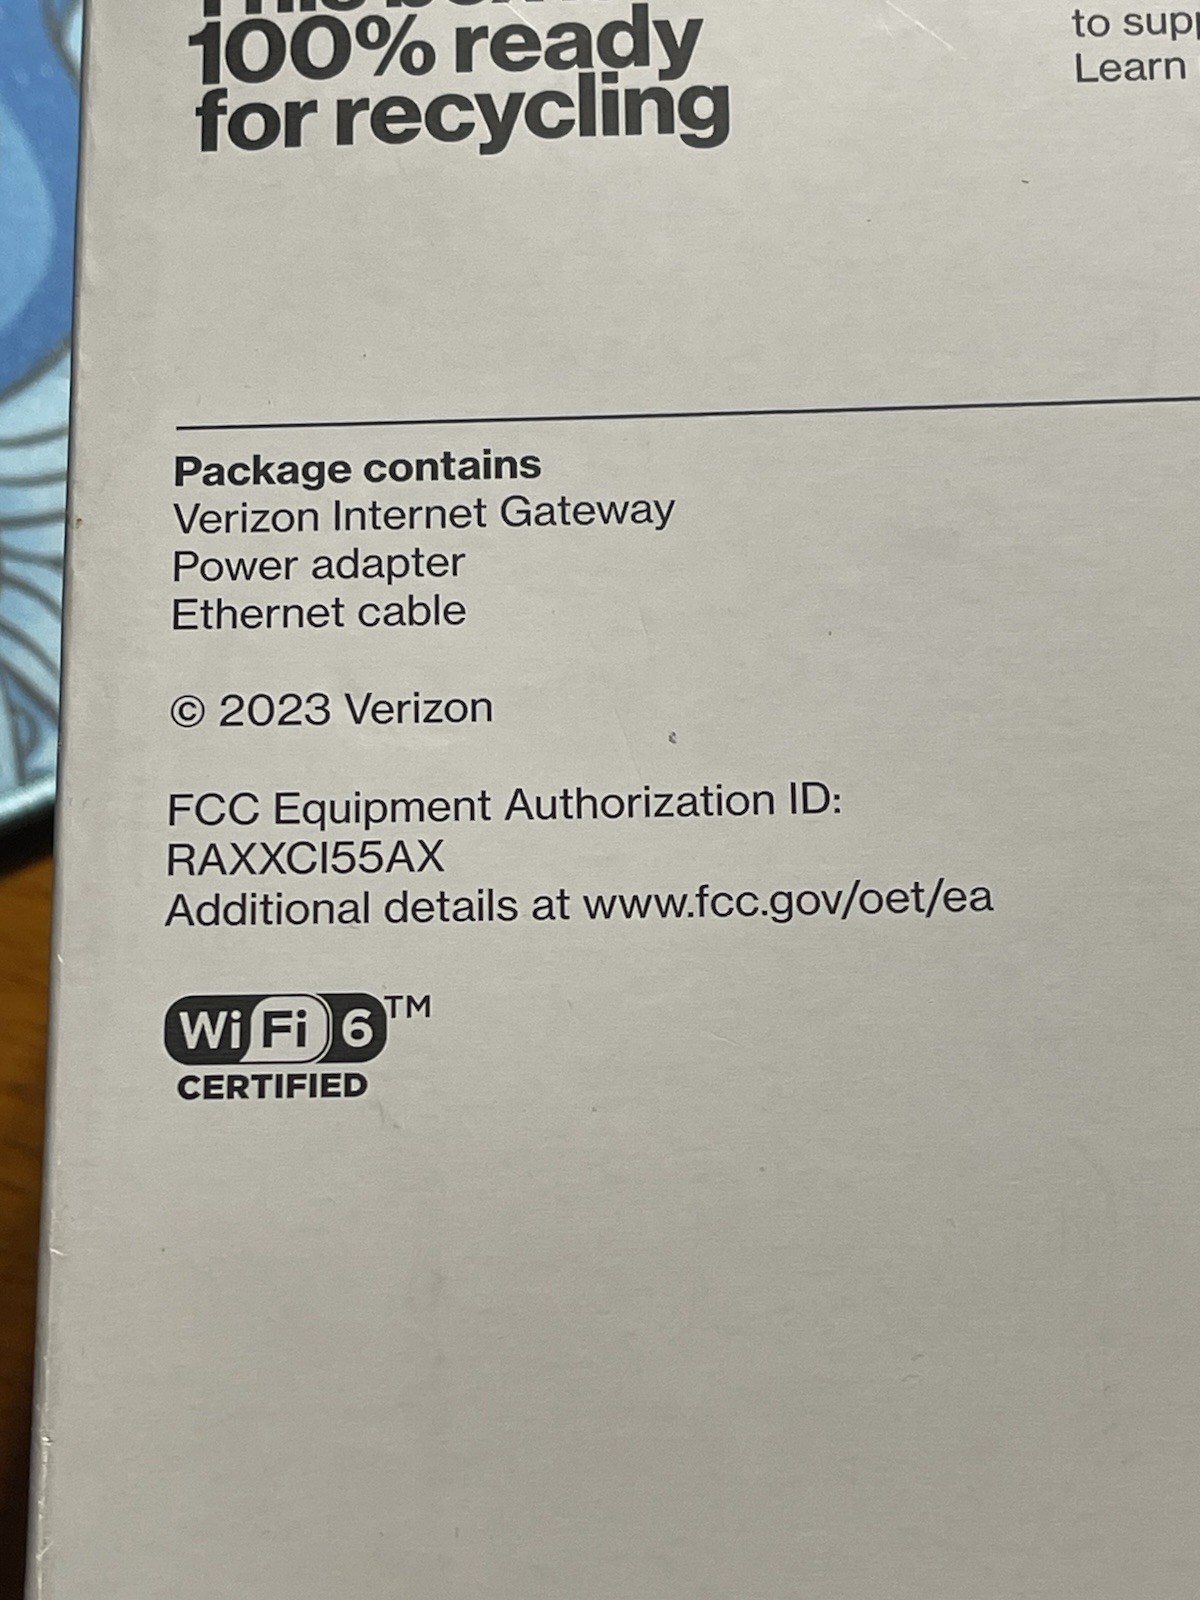 100% ready
for recycling
to
Learn
Package contains
Verizon Internet Gateway
Power adapter
Ethernet cable
© 2023 Verizon
FCC Equipment Authorization ID:
RAXXCI55AX
Additional details at www.fcc.gov/oet/ea
Wi Fi 6™
CERTIFIED